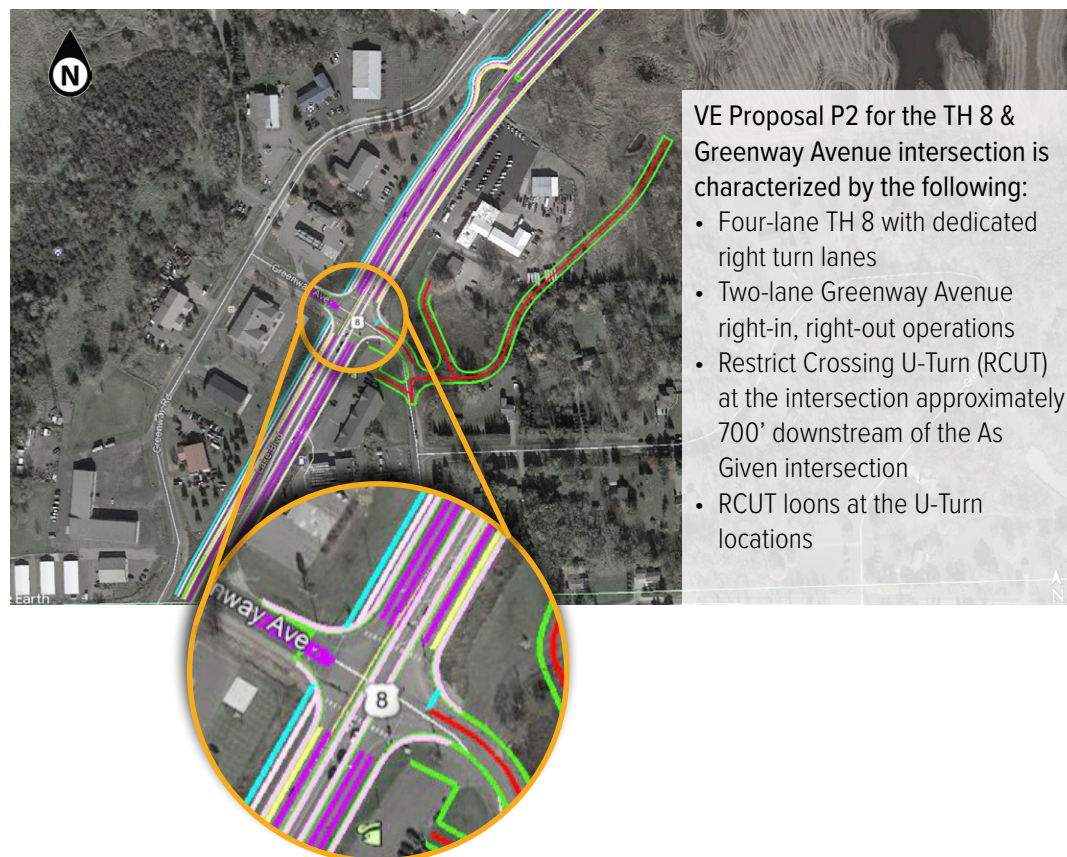 N
VE Proposal P2 for the TH 8 &
Greenway Avenue intersection is
characterized by the following:
• Four-lane TH 8 with dedicated
right turn lanes
• Two-lane Greenway Avenue
right-in, right-out operations
• Restrict Crossing U-Turn (RCUT)
at the intersection approximately
700’ downstream of the As
Given intersection
• RCUT loons at the U-Turn
locations
Greenway Ave
8
Greenway Rd
Lake Blvd
e Earth
N
nway Ave
8